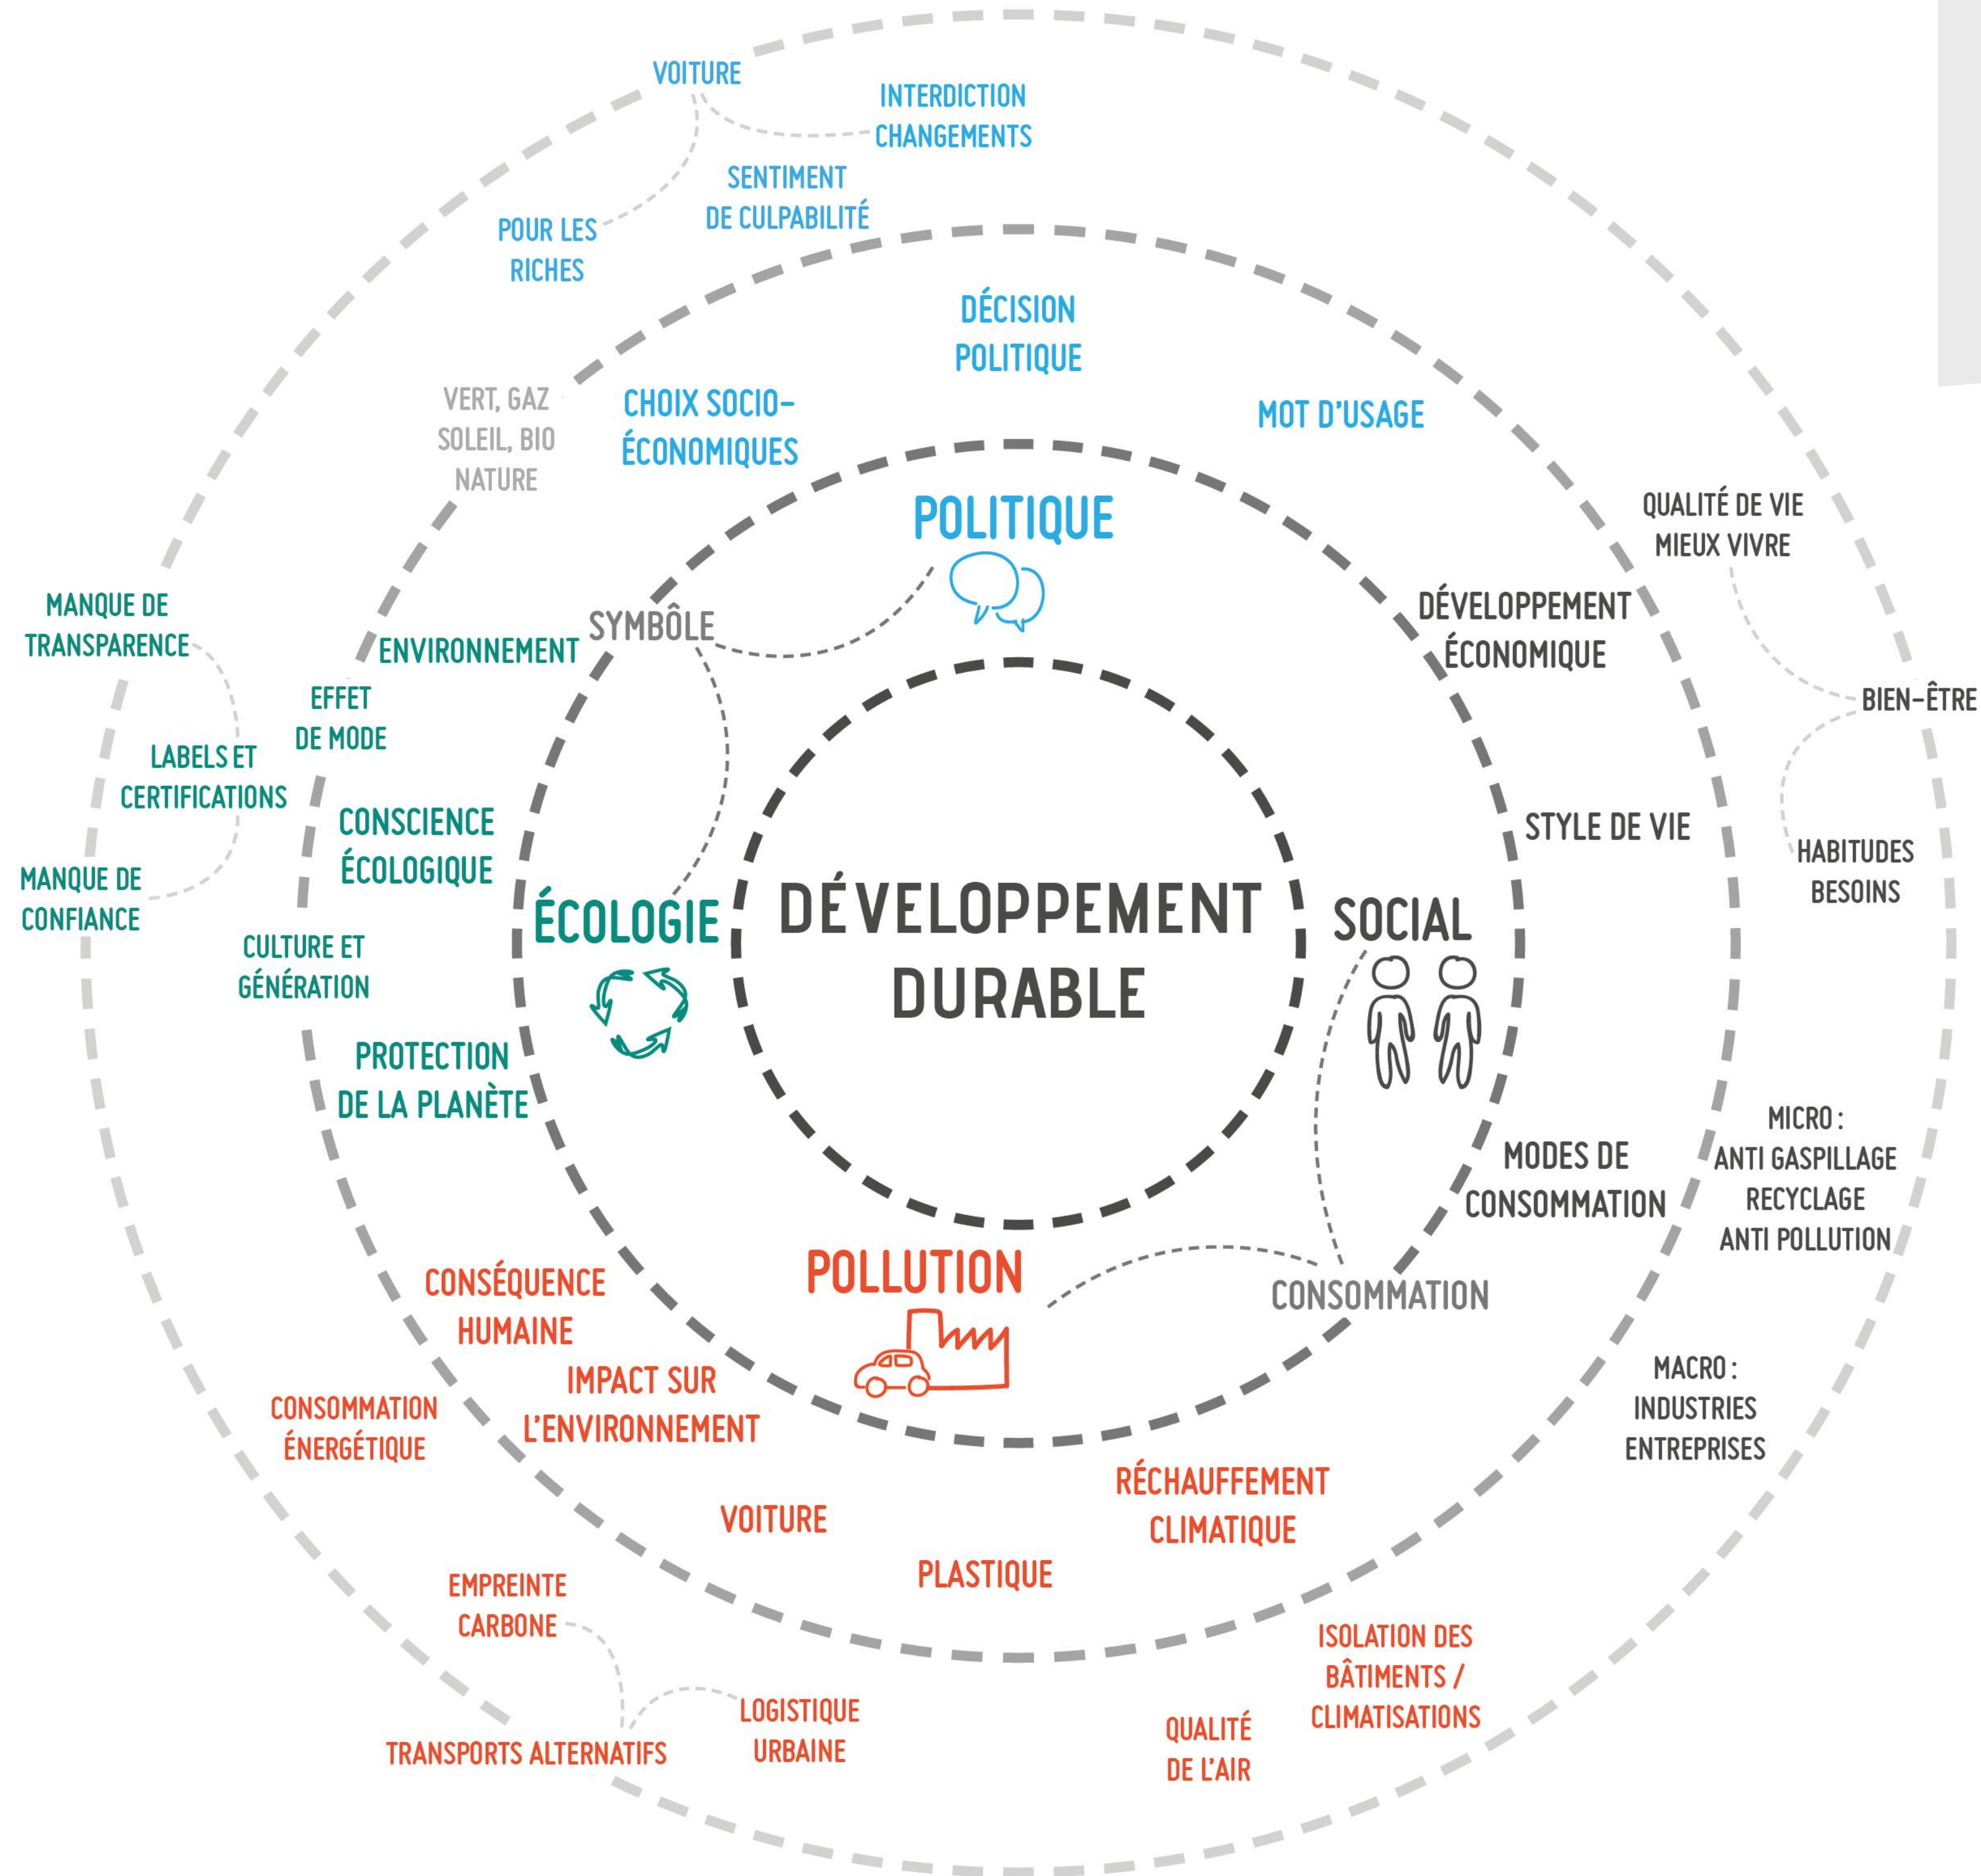 VOITURE
INTERDICTION
CHANGEMENTS
SENTIMENT
DE CULPABILITÉ
POUR LES
RICHES
DÉCISION
POLITIQUE
VERT, GAZ
SOLEIL, BIO
NATURE
CHOIX SOCIO-
ÉCONOMIQUES
MOT D'USAGE
POLITIQUE
QUALITÉ DE VIE
MIEUX VIVRE
MANQUE DE
TRANSPARENCE
ENVIRONNEMENT
SYMBÔLE
DÉVELOPPEMENT
ÉCONOMIQUE
BIEN-ÊTRE
EFFET
DE MODE
LABELS ET
CERTIFICATIONS
CONSCIENCE
ÉCOLOGIQUE
STYLE DE VIE
HABITUDES
BESOINS
MANQUE DE
CONFIANCE
ÉCOLOGIE
DÉVELOPPEMENT
DURABLE
SOCIAL
CULTURE ET
GÉNÉRATION
PROTECTION
DE LA PLANÈTE
MODES DE
CONSOMMATION
MICRO :
ANTI GASPILLAGE
RECYCLAGE
ANTI POLLUTION
CONSÉQUENCE
HUMAINE
POLLUTION
CONSOMMATION
IMPACT SUR
L'ENVIRONNEMENT
CONSOMMATION
ÉNERGÉTIQUE
MACRO :
INDUSTRIES
ENTREPRISES
VOITURE
RÉCHAUFFEMENT
CLIMATIQUE
PLASTIQUE
EMPREINTE
CARBONE
ISOLATION DES
BÂTIMENTS /
CLIMATISATIONS
TRANSPORTS ALTERNATIFS
LOGISTIQUE
URBAINE
QUALITÉ
DE L'AIR